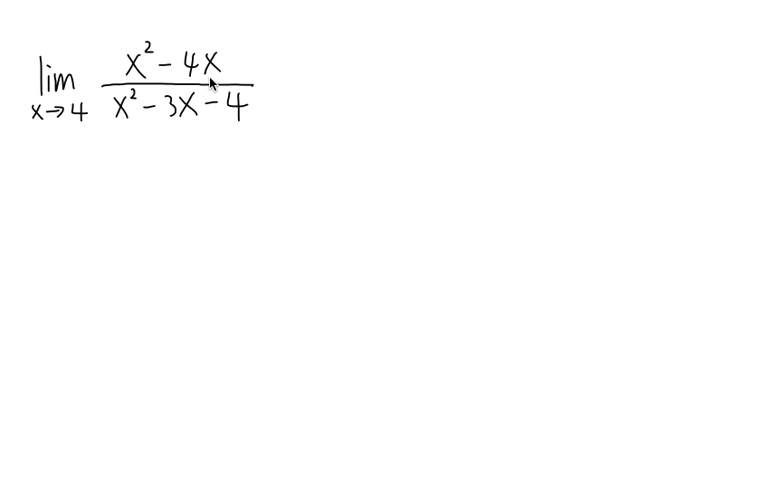 lim x→4 (x² - 4x)/(x² - 3x - 4)